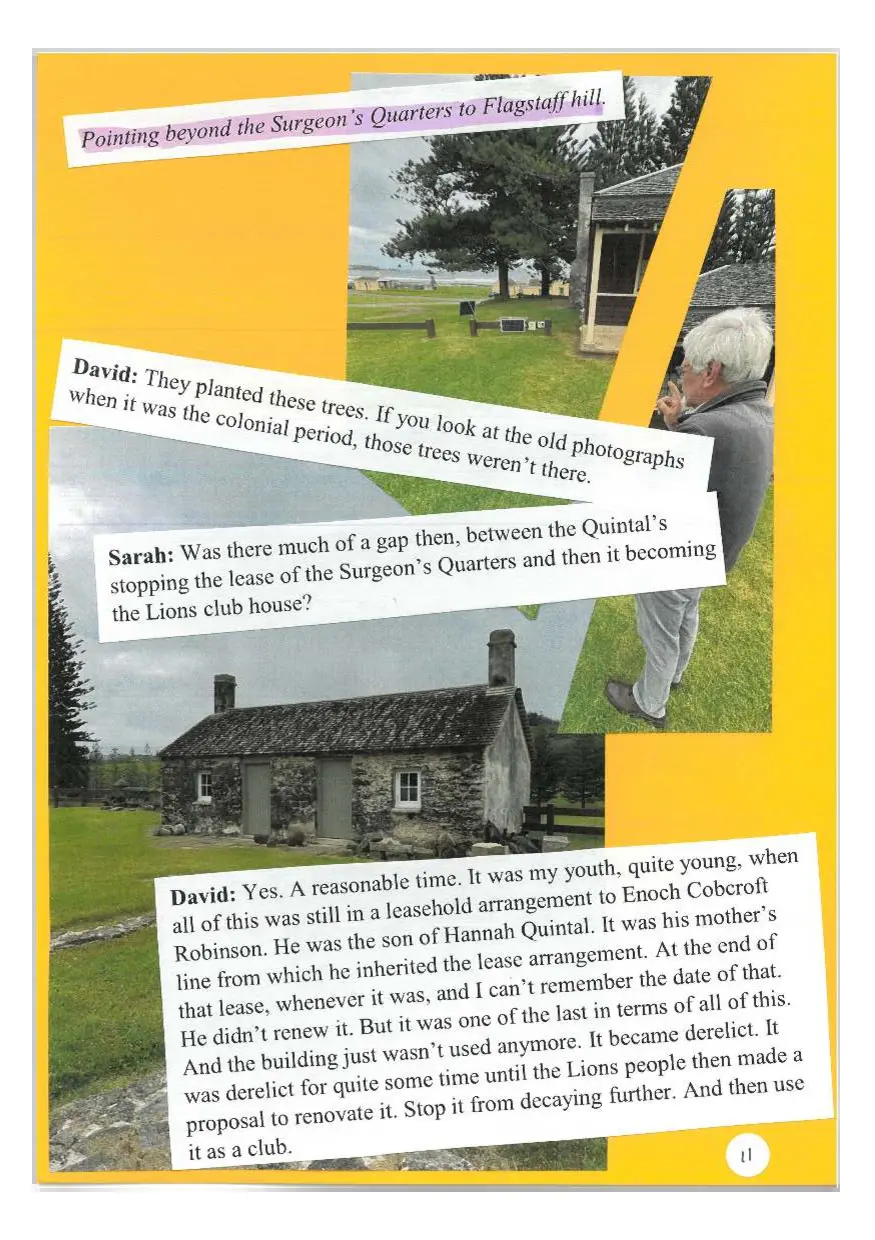 Pointing beyond the Surgeon's Quarters to Flagstaff hill.
David: They planted these trees. If you look at the old photographs
when it was the colonial period, those trees weren't there.
Sarah: Was there much of a gap then, between the Quintal's
stopping the lease of the Surgeon's Quarters and then it becoming
the Lions club house?
David: Yes. A reasonable time. It was my youth, quite young, when
all of this was still in a leasehold arrangement to Enoch Cobcroft
Robinson. He was the son of Hannah Quintal. It was his mother's
line from which he inherited the lease arrangement. At the end of
that lease, whenever it was, and I can't remember the date of that.
He didn't renew it. But it was one of the last in terms of all of this.
And the building just wasn't used anymore. It became derelict. It
was derelict for quite some time until the Lions people then made a
proposal to renovate it. Stop it from decaying further. And then use
it as a club.
11